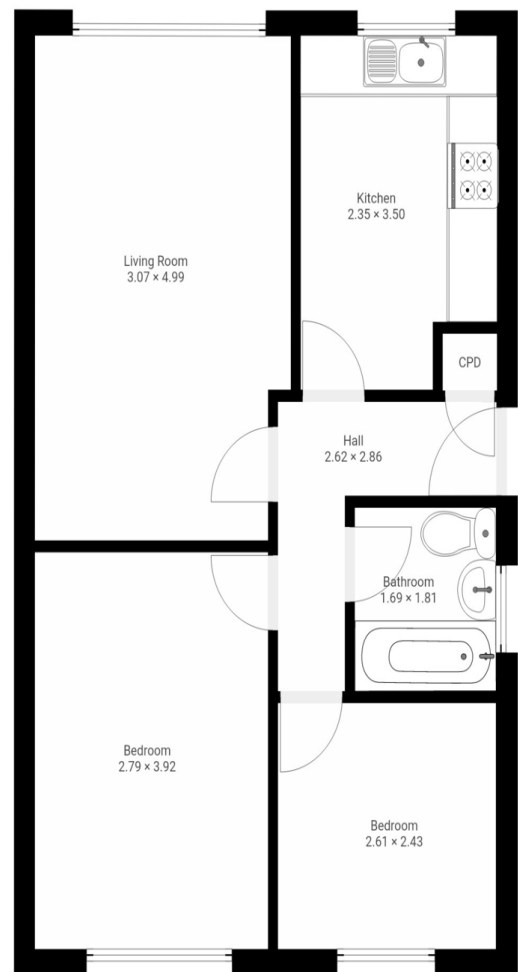 Kitchen
2.35 × 3.50
Living Room
3.07 × 4.99
CPD
Hall
2.62 × 2.86
Bathroom
1.69 × 1.81
Bedroom
2.79 × 3.92
Bedroom
2.61 × 2.43